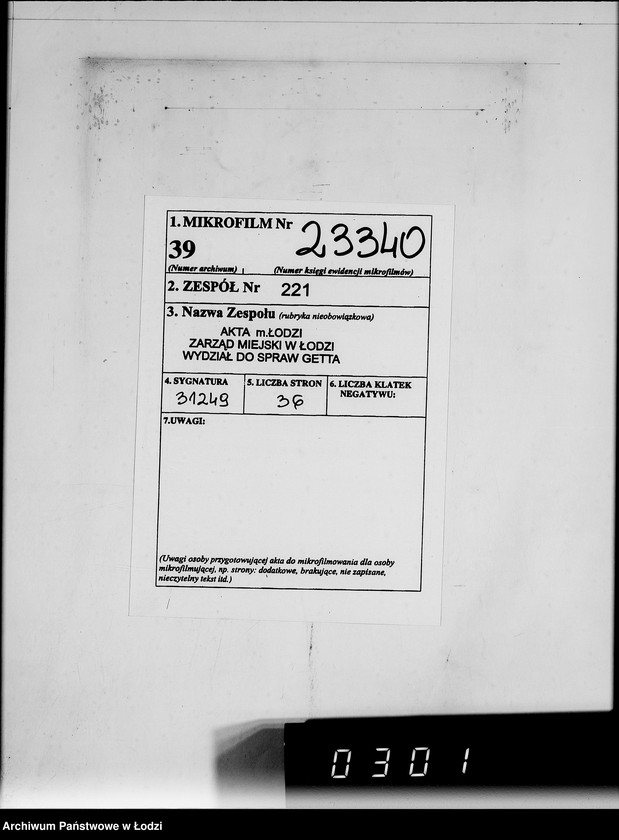 1. MIKROFILM Nr 23340
39
(Numer archiwum) (Numer księgi ewidencji mikrofilmów)
2. ZESPÓŁ Nr 221
3. Nazwa Zespołu (rubryka nieobowiązkowa)
AKTA m.ŁODZI
ZARZĄD MIEJSKI W ŁODZI
WYDZIAŁ DO SPRAW GETTA
4. SYGNATURA 5. LICZBA STRON 6. LICZBA KLATEK
NEGATYWU:
31249 36
7.UWAGI:
(Uwagi osoby przygotowującej akta do mikrofilmowania dla osoby
mikrofilmującej, np. strony: dodatkowe, brakujące, nie zapisane,
nieczytelny tekst itd.)
0301
Archiwum Państwowe w Łodzi